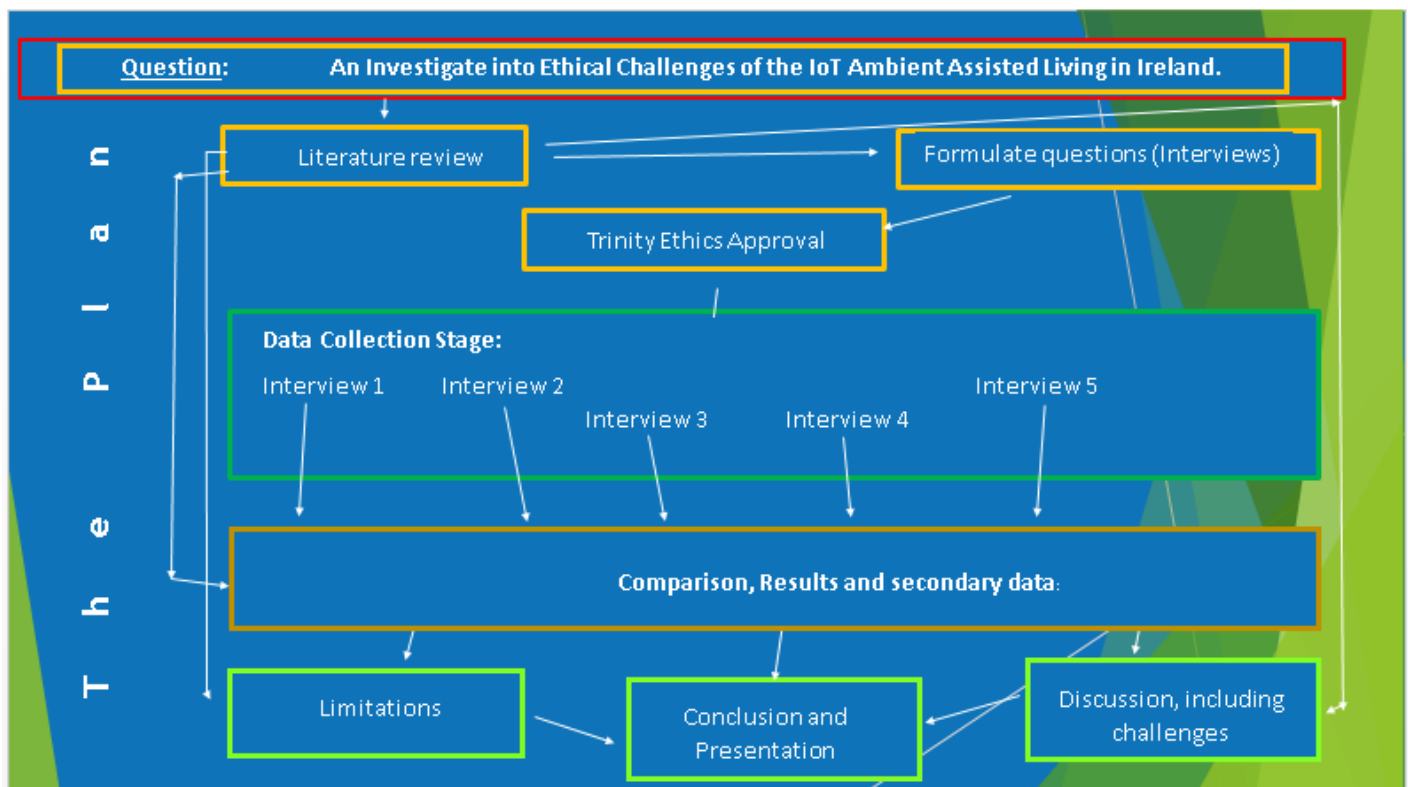 Question: An Investigate into Ethical Challenges of the IoT Ambient Assisted Living in Ireland.
The Plan
Literature review
Formulate questions (Interviews)
Trinity Ethics Approval
Data Collection Stage:
Interview 1
Interview 2
Interview 3
Interview 4
Interview 5
Comparison, Results and secondary data:
Limitations
Conclusion and
Presentation
Discussion, including
challenges